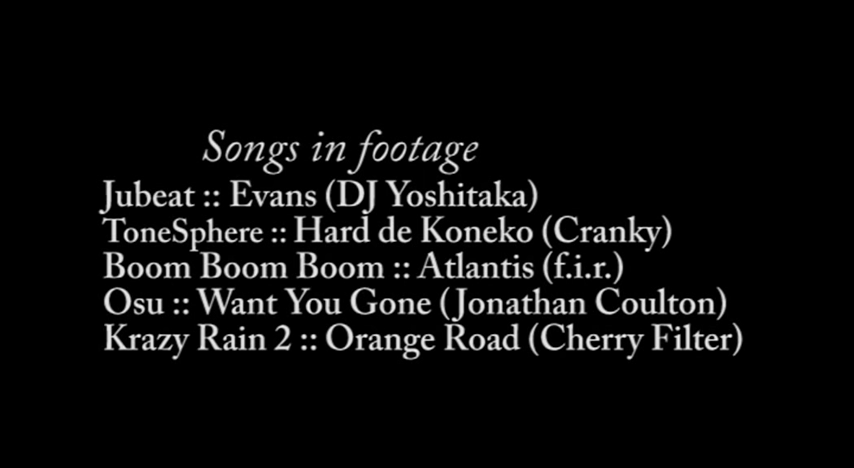 Songs in footage
Jubeat :: Evans (DJ Yoshitaka)
ToneSphere :: Hard de Koneko (Cranky)
Boom Boom Boom :: Atlantis (f.i.r.)
Osu :: Want You Gone (Jonathan Coulton)
Krazy Rain 2 :: Orange Road (Cherry Filter)